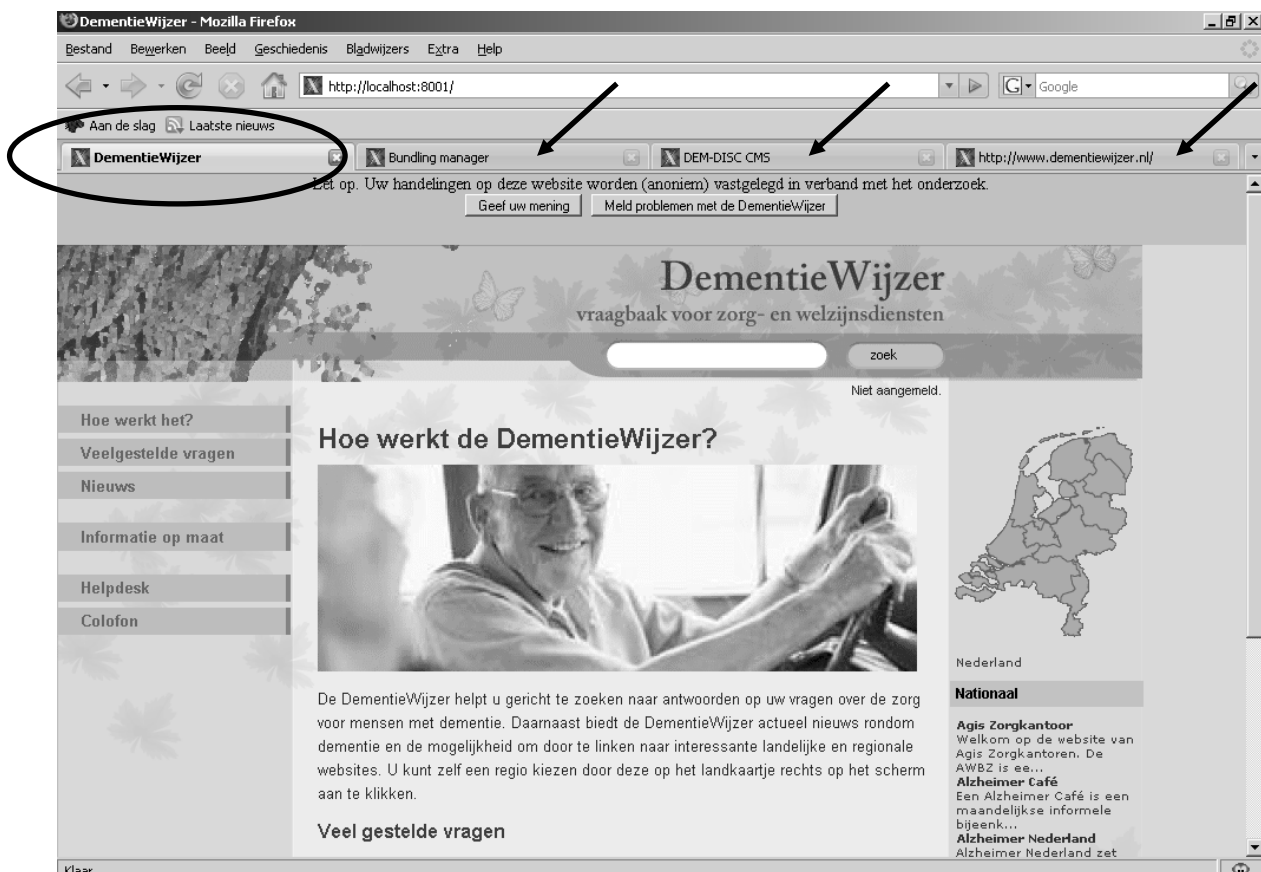 DementieWijzer - Mozilla Firefox
Bestand Bewerken Beeld Geschiedenis Bladwijzers Extra Help
http://localhost:8001/
G Google
Aan de slag Laatste nieuws
DementieWijzer
Bundling manager
DEM-DISC CMS
http://www.dementiewijzer.nl/
Let op. Uw handelingen op deze website worden (anoniem) vastgelegd in verband met het onderzoek.
Geef uw mening
Meld problemen met de DementieWijzer
DementieWijzer
vraagbaak voor zorg- en welzijnsdiensten
zoek
Niet aangemeld.
Hoe werkt het?
Veelgestelde vragen
Nieuws
Informatie op maat
Helpdesk
Colofon
Hoe werkt de DementieWijzer?
De DementieWijzer helpt u gericht te zoeken naar antwoorden op uw vragen over de zorg
voor mensen met dementie. Daarnaast biedt de DementieWijzer actueel nieuws rondom
dementie en de mogelijkheid om door te linken naar interessante landelijke en regionale
websites. U kunt zelf een regio kiezen door deze op het landkaartje rechts op het scherm
aan te klikken.
Veel gestelde vragen
Nederland
Nationaal
Agis Zorgkantoor
Welkom op de website van
Agis Zorgkantoren. De
AWBZ is ee...
Alzheimer Café
Een Alzheimer Café is een
maandelijkse informele
bijeenk...
Alzheimer Nederland
Alzheimer Nederland zet
Klaar